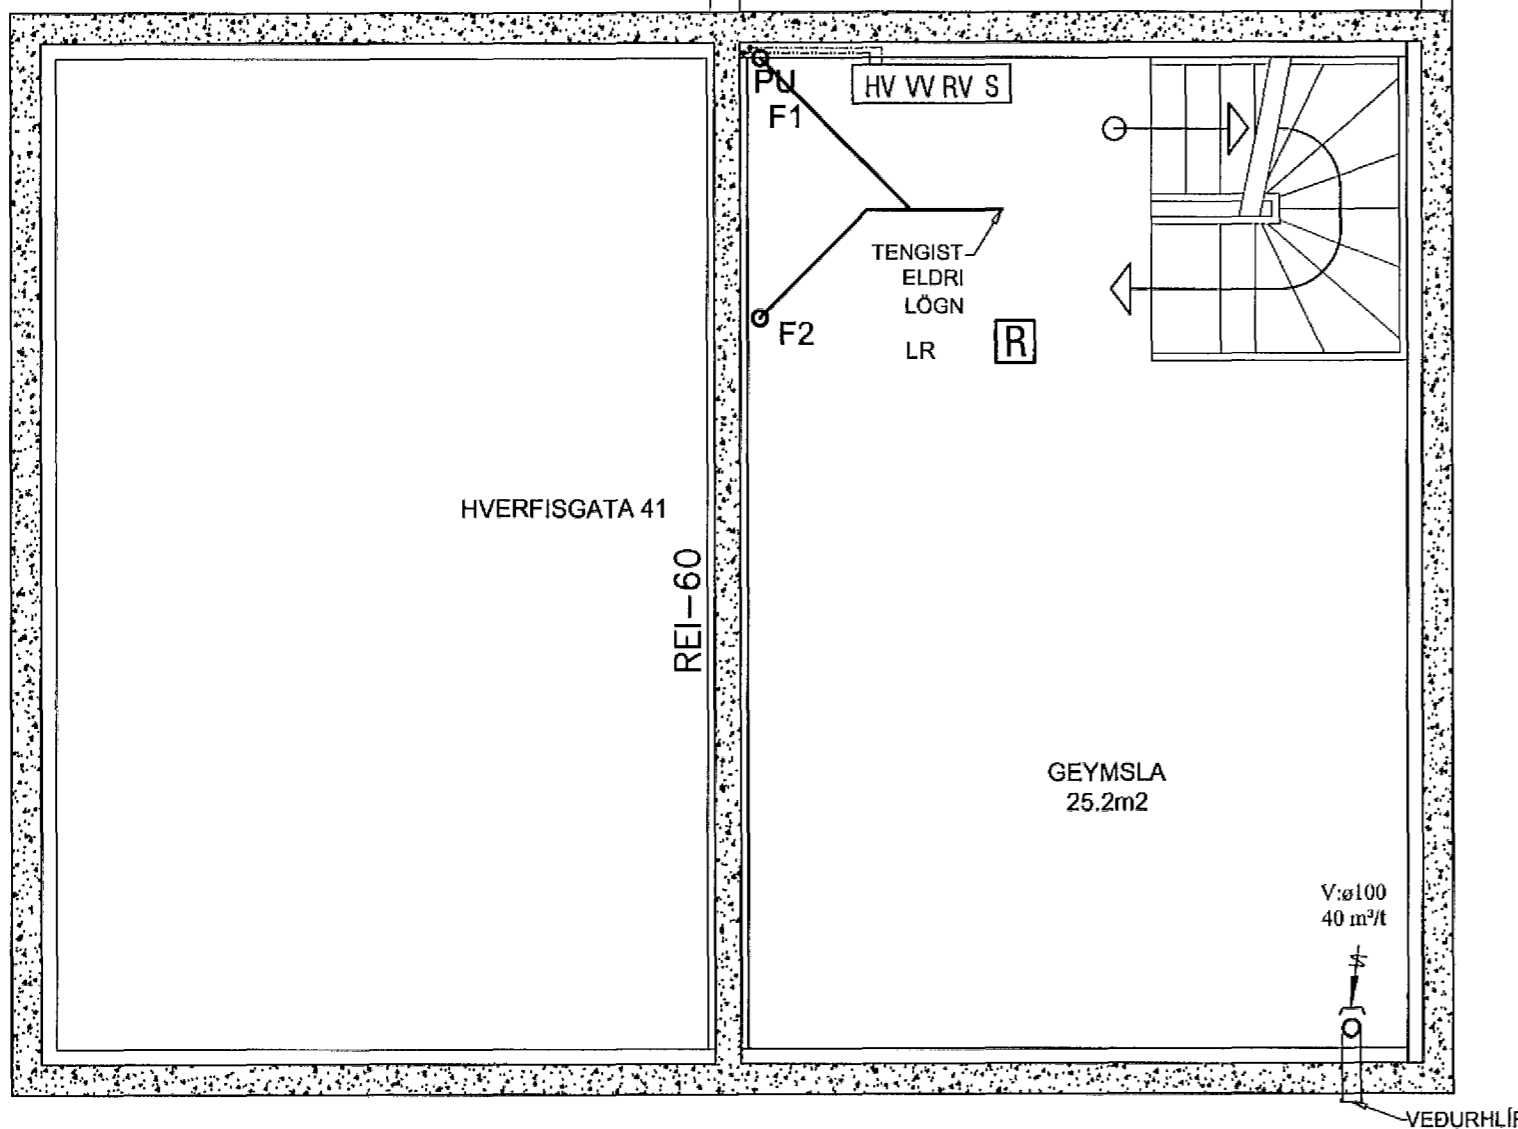 PU
HV VV RV S
F1
TENGIST
ELDRI
LÖGN
F2
LR
R
HVERFISGATA 41
REI-60
GEYMSLA
25.2m2
V:ø100
40 m³/t
VEÐURHLÍF